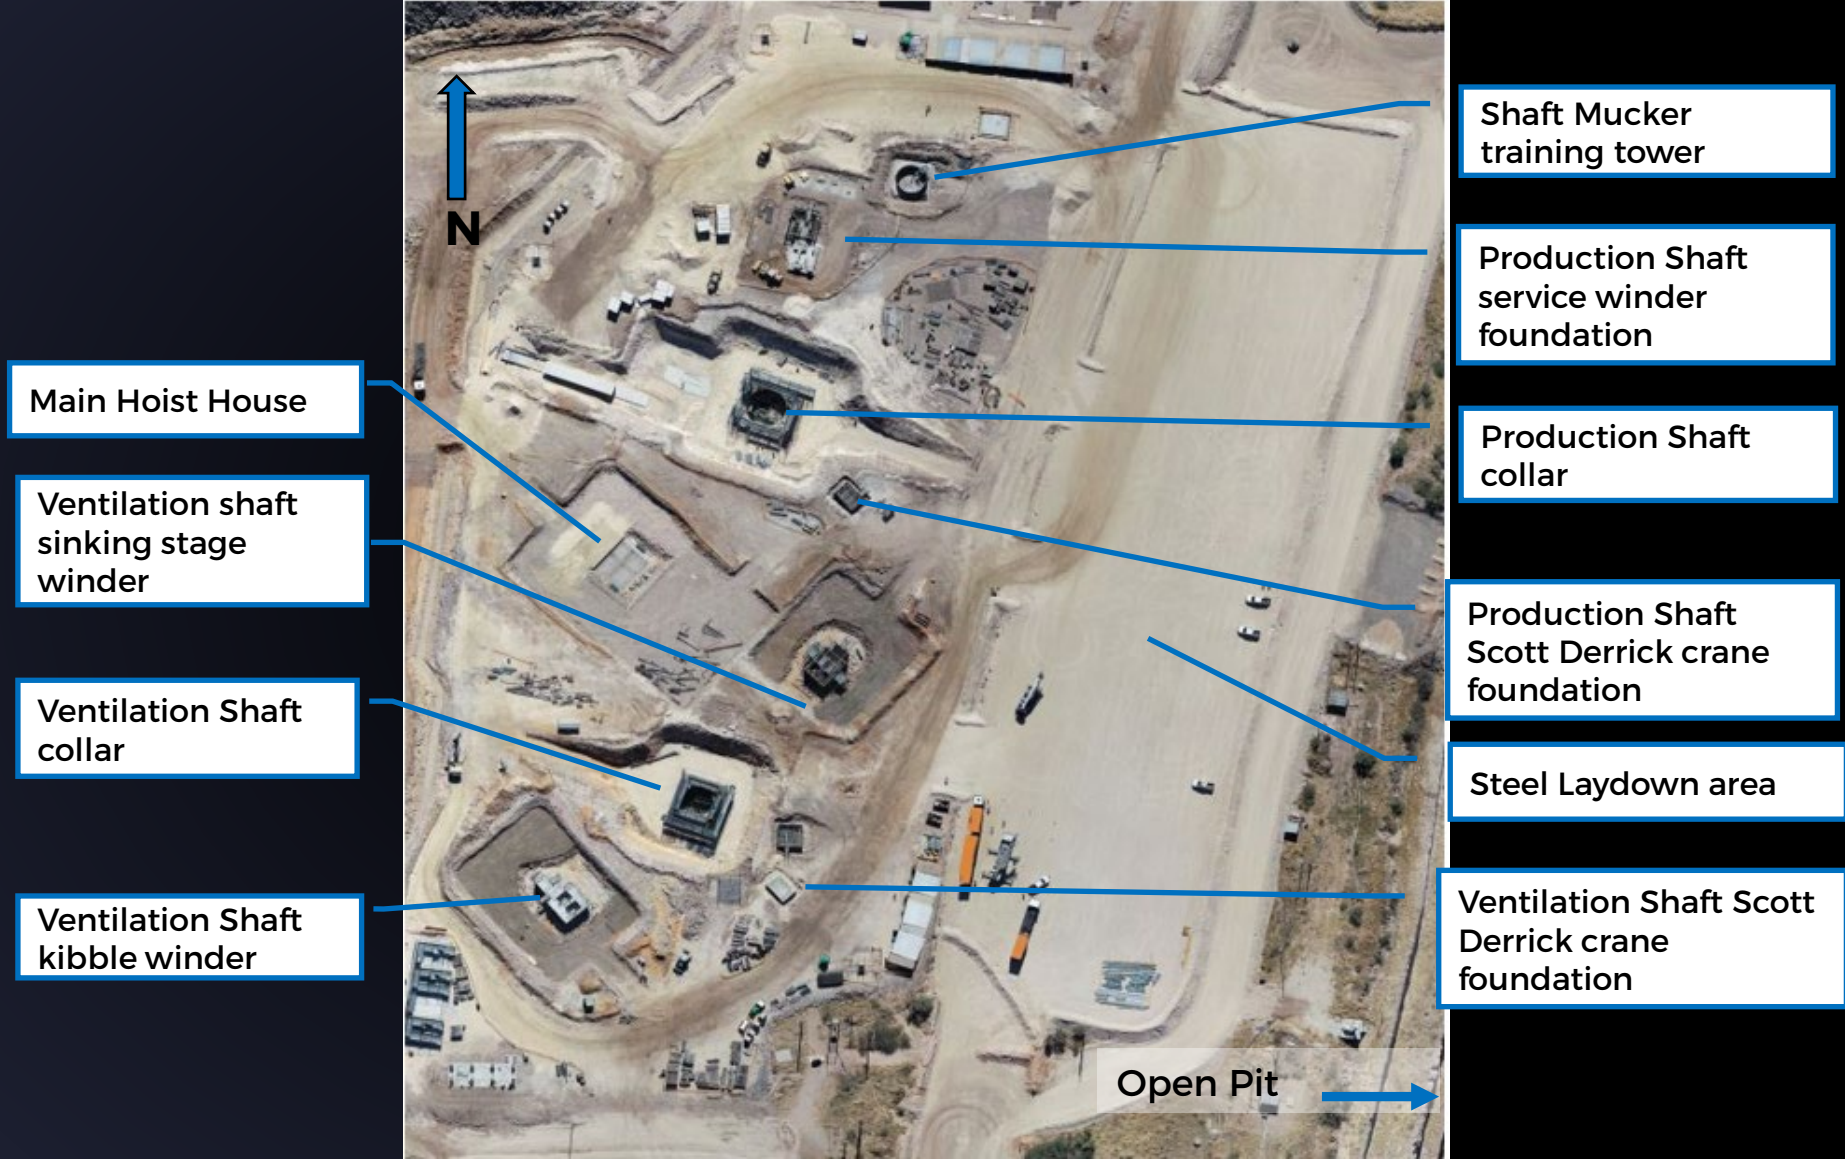 N
Main Hoist House
Ventilation shaft
sinking stage
winder
Ventilation Shaft
collar
Ventilation Shaft
kibble winder
Shaft Mucker
training tower
Production Shaft
service winder
foundation
Production Shaft
collar
Production Shaft
Scott Derrick crane
foundation
Steel Laydown area
Ventilation Shaft Scott
Derrick crane
foundation
Open Pit